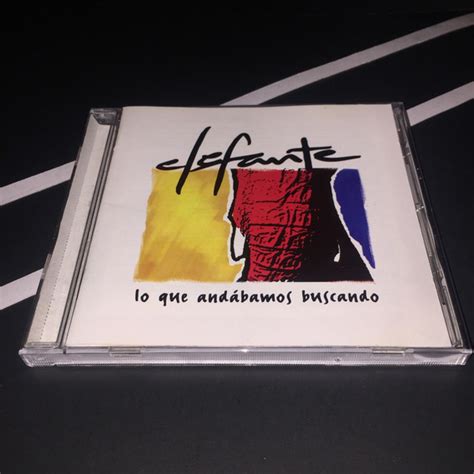 elefante
lo que andábamos buscando